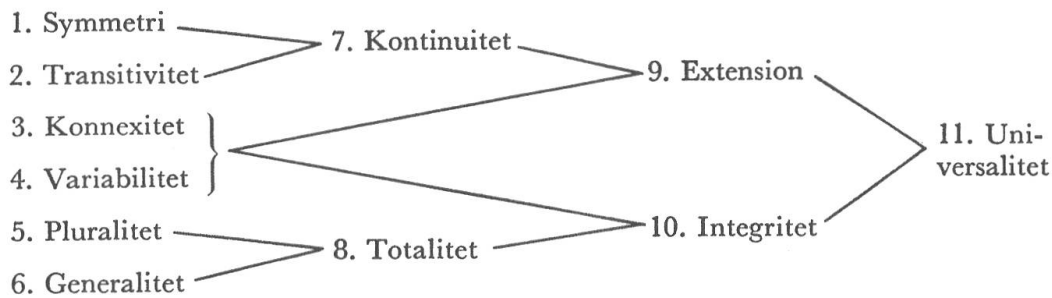 1. Symmetri
2. Transitivitet
3. Konnexitet
4. Variabilitet
5. Pluralitet
6. Generalitet
7. Kontinuitet
8. Totalitet
9. Extension
10. Integritet
11. Uni-
versalitet